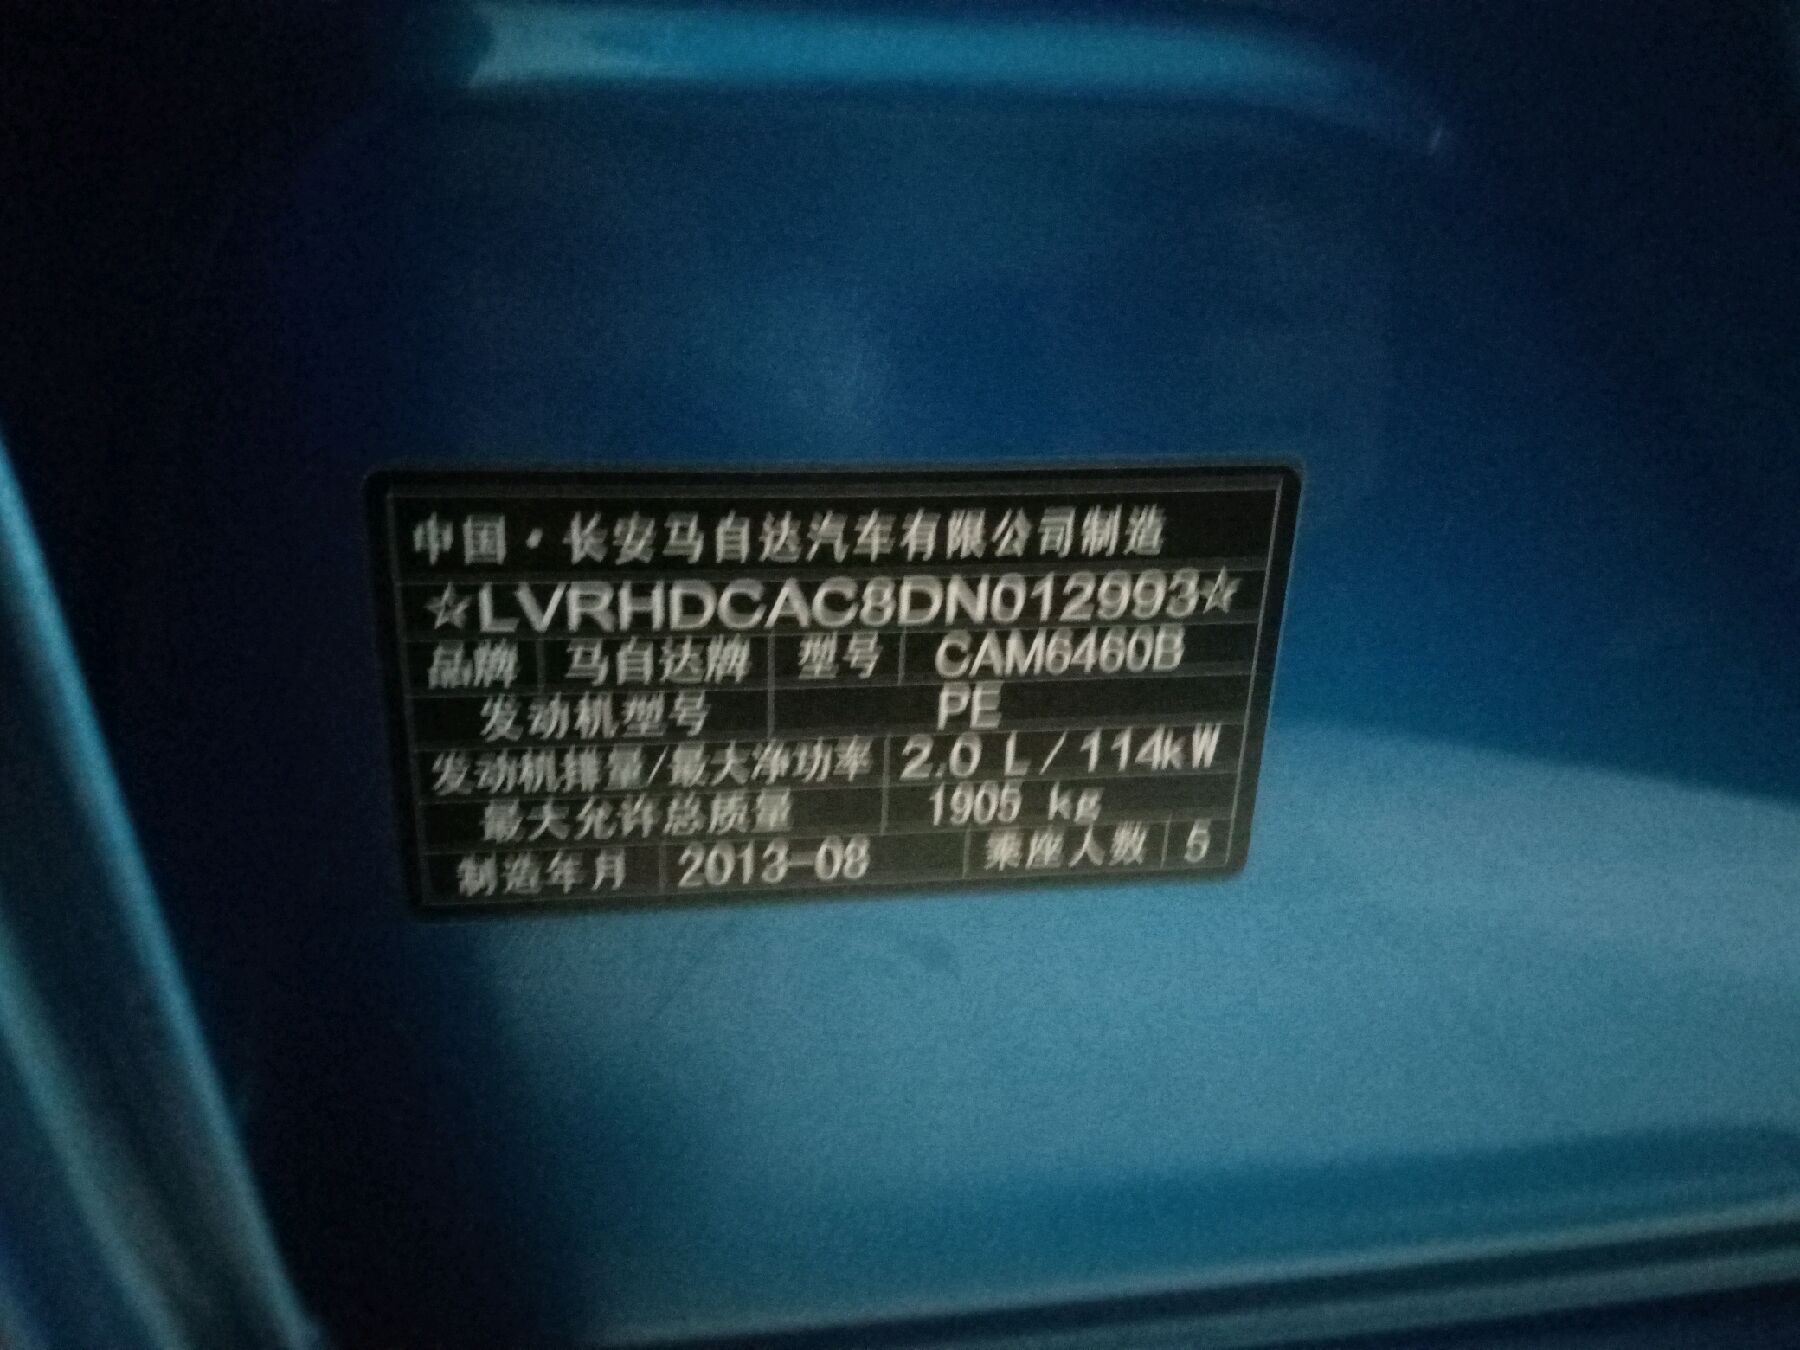 中国·长安马自达汽车有限公司制造
☆LVRHDCAC8DN012993☆
品牌 马自达牌 型号 CAM6460B
发动机型号 PE
发动机排量/最大净功率 2.0 L/114kW
最大允许总质量 1905 kg
制造年月 2013-08 乘座人数 5